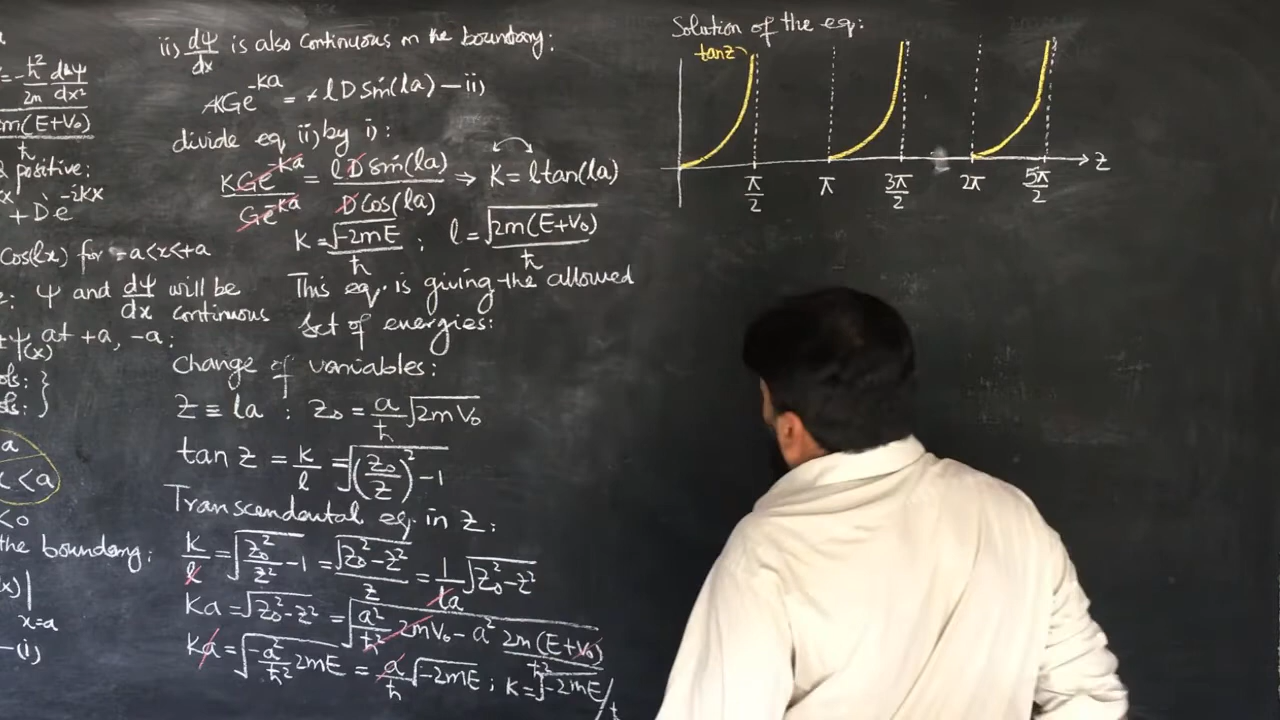 a
= -ħ²/2m d²ψ/dx²
m(E+V₀)
ħ
& positive:
+ D e^-ikx
Cos(lx) for -a<x<+a
e: ψ and dψ/dx will be continuous
ψ(x) at +a, -a:
ols: }
ls: }
a
x < a
<0
the boundary:
(x)|x=a
-(i)
ii) dψ/dx is also Continuous on the boundary:
-KGe^-Ka = -lD Sin(la) - ii)
divide eq ii) by i):
KGe^-Ka / Ge^-Ka = lD Sin(la) / D Cos(la) ⇒ K = l tan(la)
K = √-2mE / ħ ; l = √2m(E+V₀) / ħ
This eq. is giving the allowed
set of energies:
Change of variables:
Z ≡ la ; Z₀ = a/ħ √2mV₀
tan Z = K/l = √(Z₀/Z)² - 1
Transcendental eq. in Z:
K/l = √Z₀²/Z² - 1 = √Z₀²-Z² / Z = 1/la √Z₀²-Z²
Ka = √Z₀²-Z² = √a²/ħ² 2mV₀ - a² 2m(E+V₀)/ħ²
Ka = √-a²/ħ² 2mE = a/ħ √-2mE ; K = √-2mE/ħ
Solution of the eq:
tanz
Z
π/2 π 3π/2 2π 5π/2